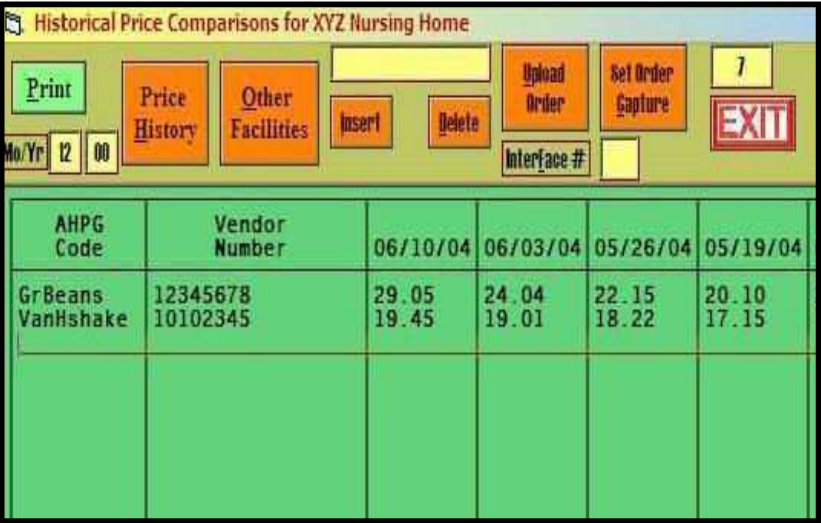 Historical Price Comparisons for XYZ Nursing Home
Print
Price
History
Other
Facilities
Insert
Delete
Upload
Order
Set Order
Capture
7
EXIT
Mo/Yr 12 00
Interface #
AHPG
Code
Vendor
Number
06/10/04 06/03/04 05/26/04 05/19/04
GrBeans 12345678 29.05 24.04 22.15 20.10
VanHshake 10102345 19.45 19.01 18.22 17.15